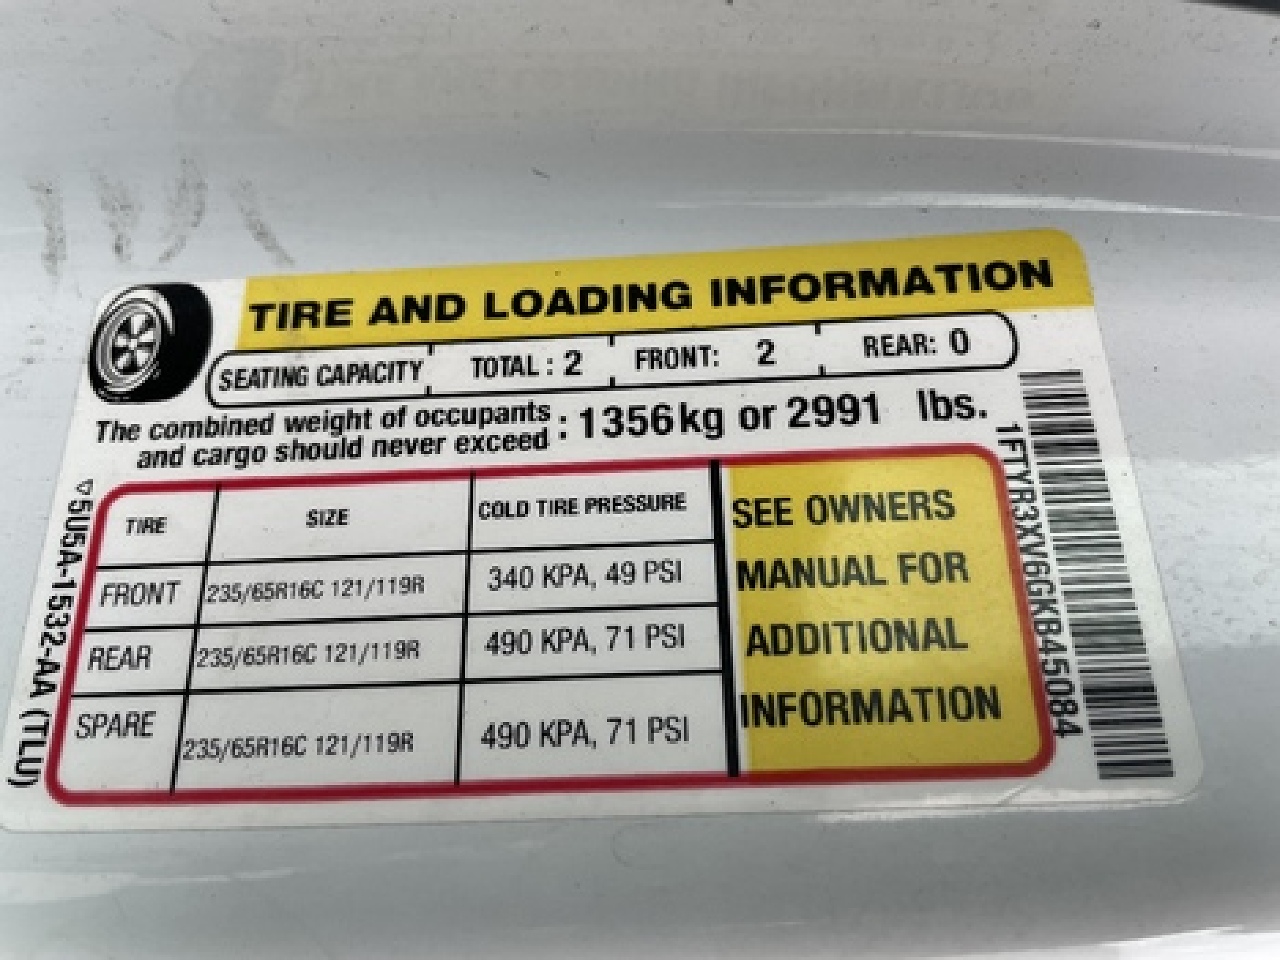 TIRE AND LOADING INFORMATION
SEATING CAPACITY TOTAL : 2 FRONT: 2 REAR: 0
The combined weight of occupants
and cargo should never exceed : 1356kg or 2991 lbs.
TIRE SIZE COLD TIRE PRESSURE
FRONT 235/65R16C 121/119R 340 KPA, 49 PSI
REAR 235/65R16C 121/119R 490 KPA, 71 PSI
SPARE 235/65R16C 121/119R 490 KPA, 71 PSI
SEE OWNERS
MANUAL FOR
ADDITIONAL
INFORMATION
5U5A-1532-AA (TLU)
1FTYR3XV6GKB45084